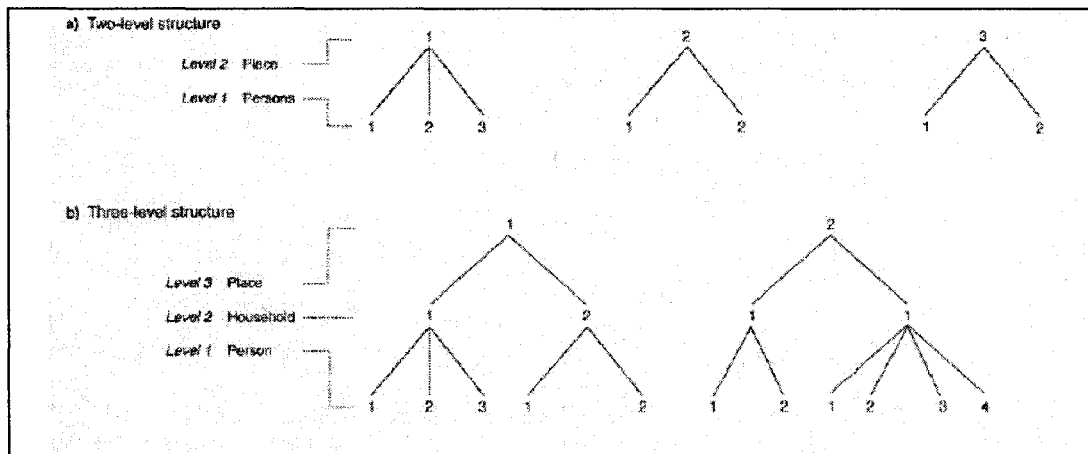 a) Two-level structure
1 2 3
Level 2 Place
Level 1 Persons
1 2 3 1 2 1 2
b) Three-level structure
1 2
Level 3 Place
Level 2 Household
1 2 1 1
Level 1 Person
1 2 3 1 2 1 2 1 2 3 4